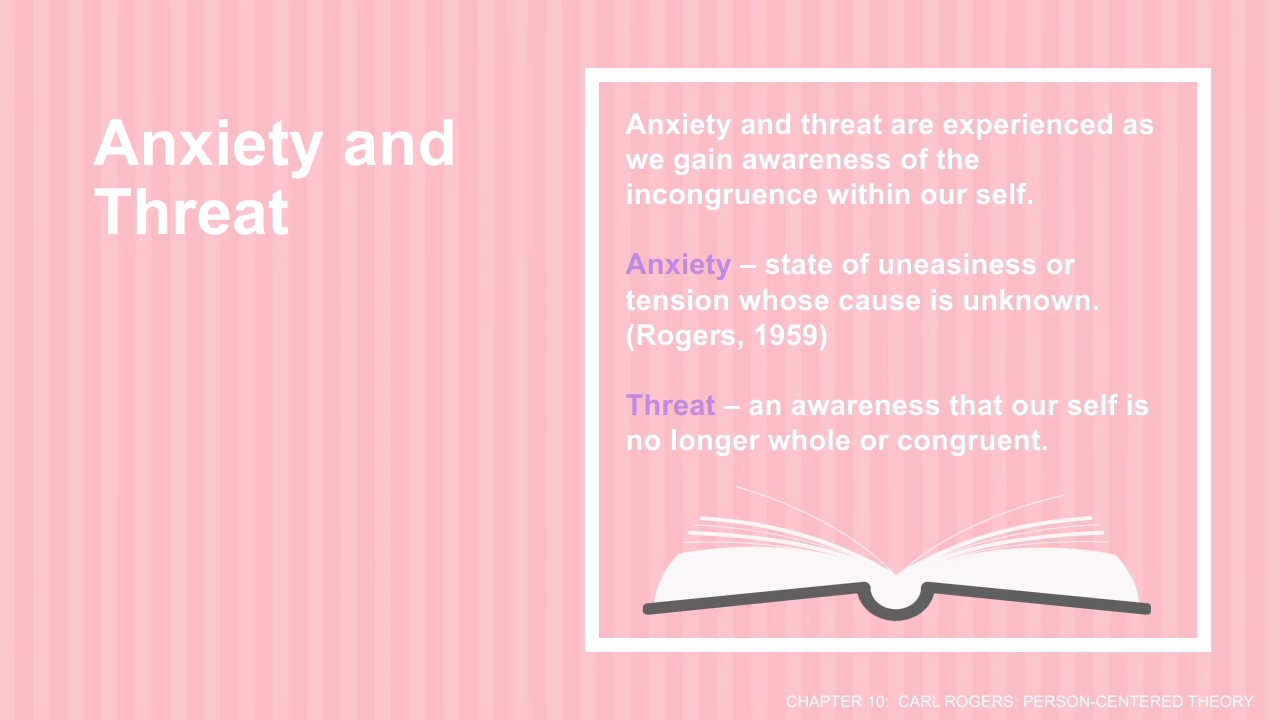 Anxiety and
Threat
Anxiety and threat are experienced as
we gain awareness of the
incongruence within our self.
Anxiety – state of uneasiness or
tension whose cause is unknown.
(Rogers, 1959)
Threat – an awareness that our self is
no longer whole or congruent.
CHAPTER 10:  CARL ROGERS: PERSON-CENTERED THEORY